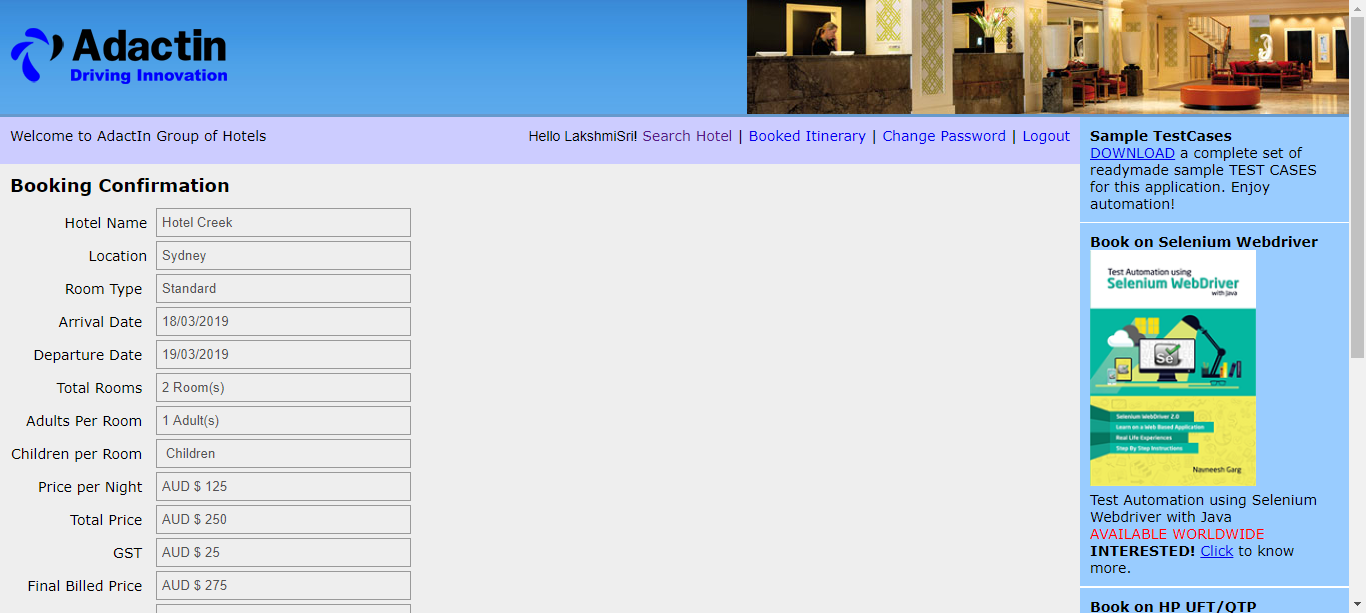 Adactin
Driving Innovation
Welcome to AdactIn Group of Hotels
Hello LakshmiSri! Search Hotel | Booked Itinerary | Change Password | Logout
Booking Confirmation
Hotel Name Hotel Creek
Location Sydney
Room Type Standard
Arrival Date 18/03/2019
Departure Date 19/03/2019
Total Rooms 2 Room(s)
Adults Per Room 1 Adult(s)
Children per Room Children
Price per Night AUD $ 125
Total Price AUD $ 250
GST AUD $ 25
Final Billed Price AUD $ 275
Sample TestCases
DOWNLOAD a complete set of
readymade sample TEST CASES
for this application. Enjoy
automation!
Book on Selenium Webdriver
Test Automation using
Selenium WebDriver
with Java
Se
Selenium WebDriver 2.0
Learn on a Web Based Application
Real Life Experiences
Step By Step Instructions
Navneesh Garg
Test Automation using Selenium
Webdriver with Java
AVAILABLE WORLDWIDE
INTERESTED! Click to know
more.
Book on HP UFT/QTP